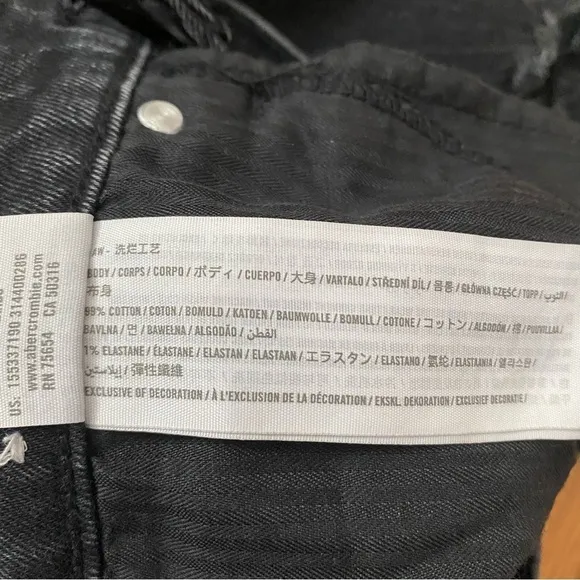 - 洗烂工艺
BODY / CORPS / CORPO / ボディ / CUERPO / 大身 / VARTALO / STŘEDNÍ DÍL / 몸통 / GŁÓWNA CZĘŚĆ / TOPP / الثوب /
布身
99% COTTON / COTON / BOMULD / KATOEN / BAUMWOLLE / BOMULL / COTONE / コットン / ALGODÓN / 棉 / PUUVILLAA /
BAVLNA / 면 / BAWEŁNA / ALGODÃO / القطن
1% ELASTANE / ÉLASTANE / ELASTAN / ELASTAAN / エラスタン / ELASTANO / 氨纶 / ELASTAANIA / 엘라스탄 /
إيلاستين / 彈性纖維
EXCLUSIVE OF DECORATION / À L'EXCLUSION DE LA DÉCORATION / EKSKL. DEKORATION / EXCLUSIEF DECORATIE /
US: 155337190 314400286
www.abercrombie.com
RN 75654 CA 50316